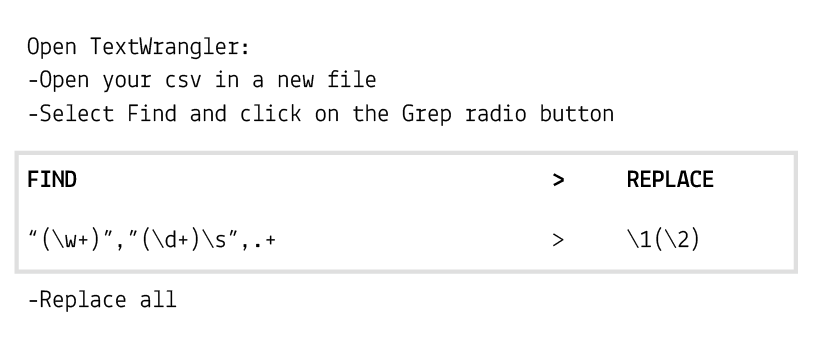 Open TextWrangler:
-Open your csv in a new file
-Select Find and click on the Grep radio button
FIND > REPLACE
“(\w+)”,”(\d+)\s”,.+ > \1(\2)
-Replace all